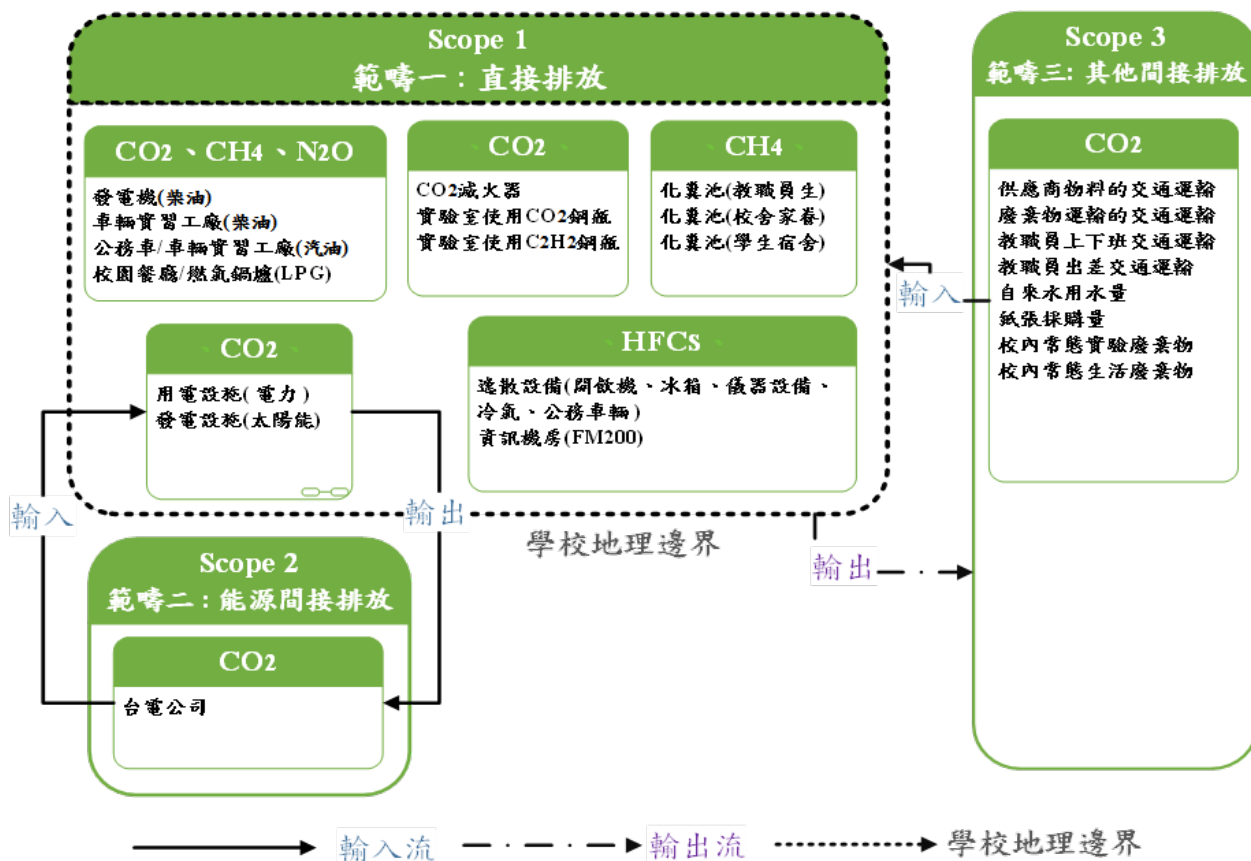 Scope 1
範疇一：直接排放
CO2、CH4、N2O
發電機(柴油)
車輛實習工廠(柴油)
公務車/車輛實習工廠(汽油)
校園餐廳/燃氣鍋爐(LPG)
CO2
CO2滅火器
實驗室使用CO2鋼瓶
實驗室使用C2H2鋼瓶
CH4
化糞池(教職員生)
化糞池(校舍家眷)
化糞池(學生宿舍)
CO2
用電設施(電力)
發電設施(太陽能)
HFCs
逸散設備(開飲機、冰箱、儀器設備、
冷氣、公務車輛)
資訊機房(FM200)
輸入
輸出
學校地理邊界
Scope 2
範疇二：能源間接排放
CO2
台電公司
Scope 3
範疇三: 其他間接排放
CO2
供應商物料的交通運輸
廢棄物運輸的交通運輸
教職員上下班交通運輸
教職員出差交通運輸
自來水用水量
紙張採購量
校內常態實驗廢棄物
校內常態生活廢棄物
輸入
輸出
輸入流
輸出流
學校地理邊界